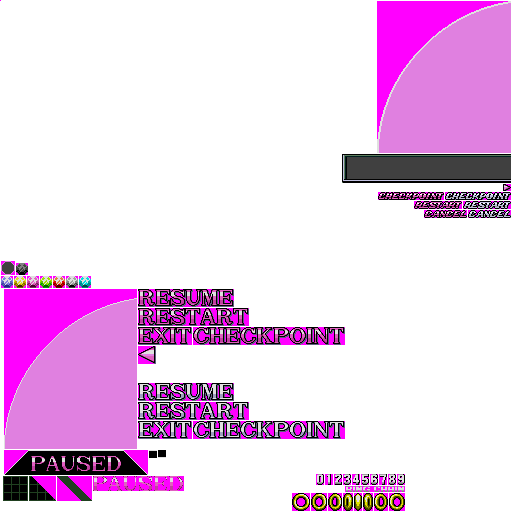 CHECKPOINT CHECKPOINT
RESTART RESTART
CANCEL CANCEL
RESUME
RESTART
EXIT CHECKPOINT
RESUME
RESTART
EXIT CHECKPOINT
PAUSED
PAUSED
0123456789